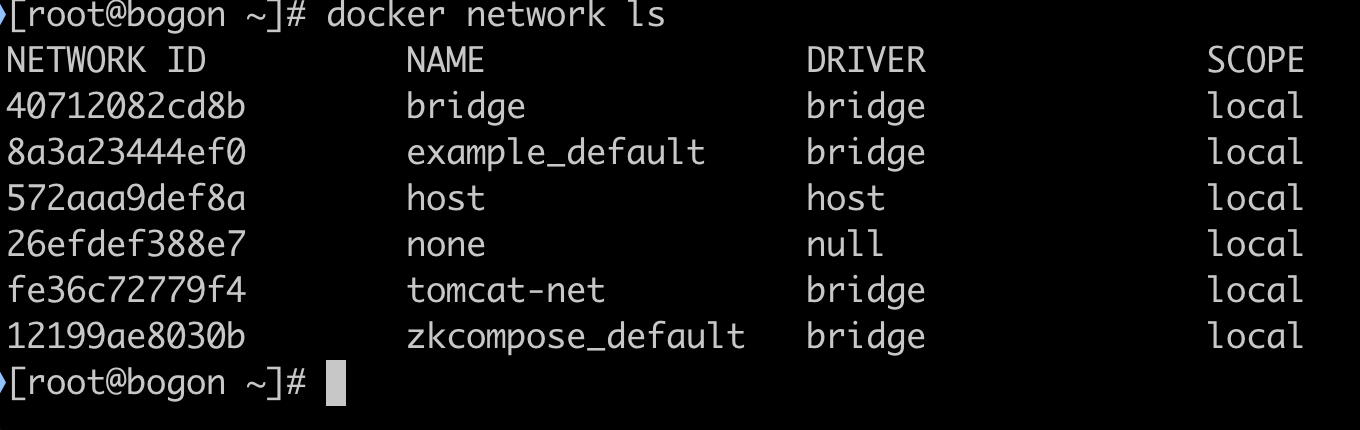 [root@bogon ~]# docker network ls
NETWORK ID          NAME                DRIVER              SCOPE
40712082cd8b        bridge              bridge              local
8a3a23444ef0        example_default     bridge              local
572aaa9def8a        host                host                local
26efdef388e7        none                null                local
fe36c72779f4        tomcat-net          bridge              local
12199ae8030b        zkcompose_default   bridge              local
[root@bogon ~]#